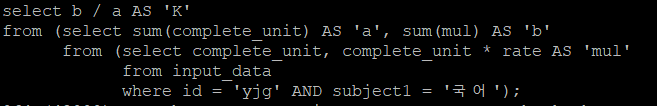 select b / a AS 'K'
from (select sum(complete_unit) AS 'a', sum(mul) AS 'b'
from (select complete_unit, complete_unit * rate AS 'mul'
from input_data
where id = 'yjg' AND subject1 = '국어');